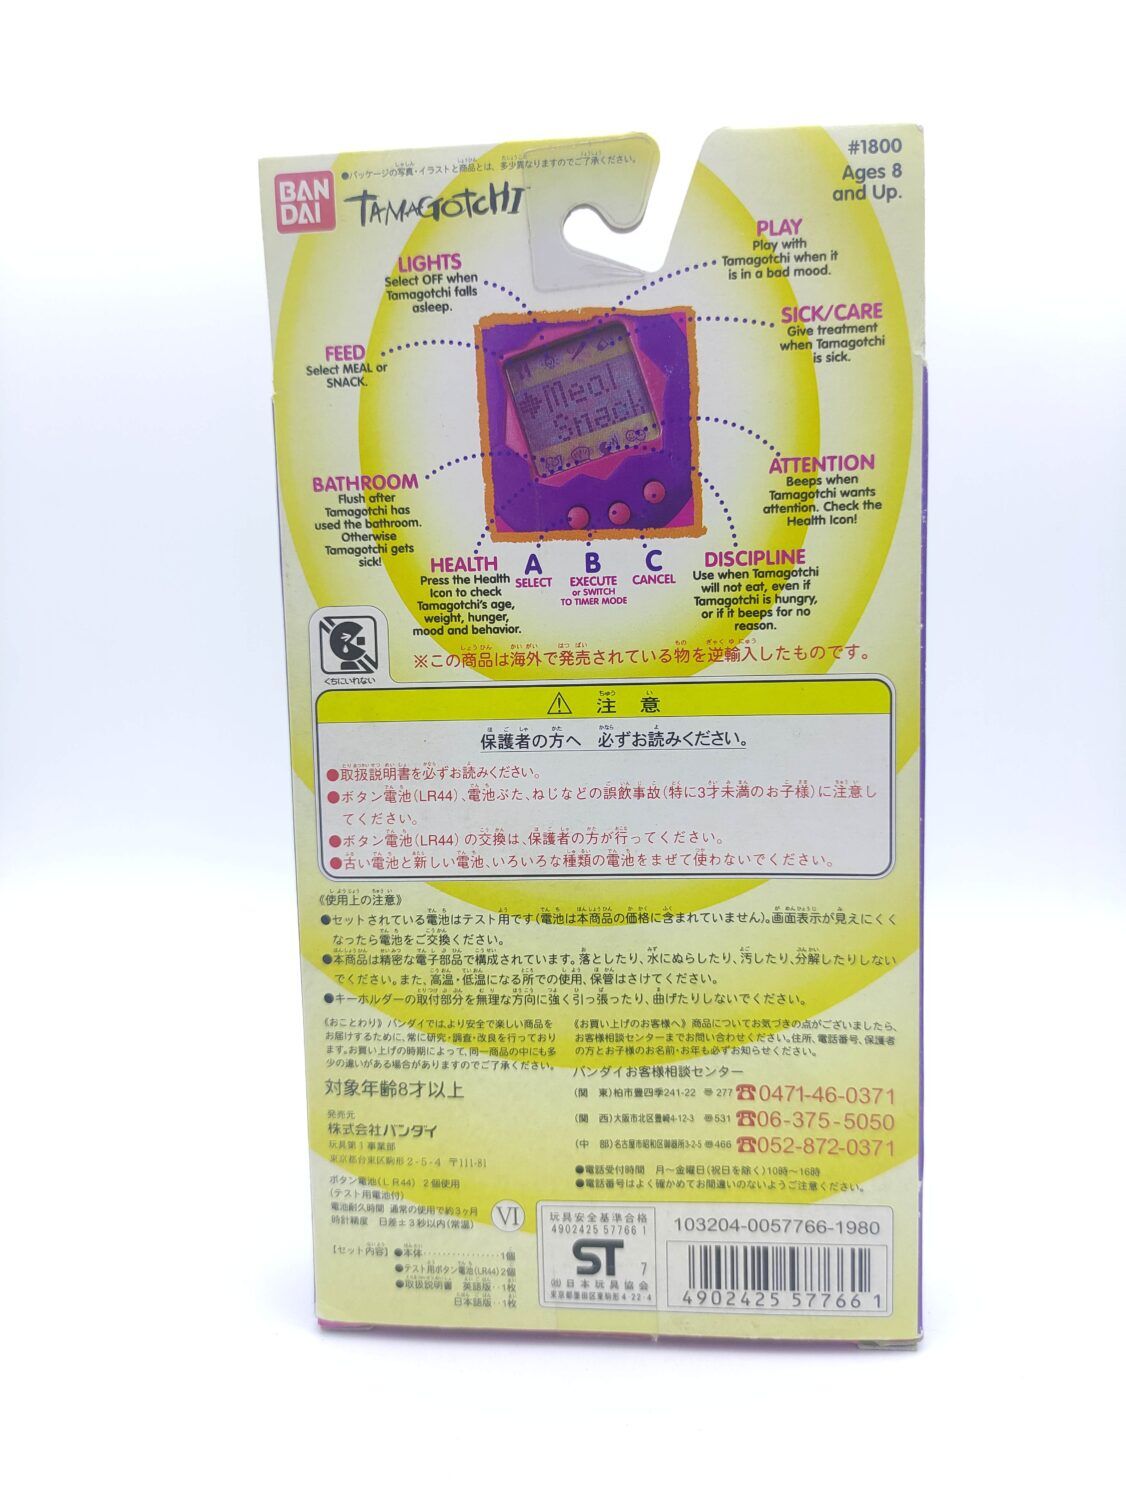 ●パッケージの写真・イラストと商品とは、多少異なりますのでご了承ください。
BAN
DAI
TAMAGOTCHI™
#1800
Ages 8
and Up.
LIGHTS
Select OFF when
Tamagotchi falls
asleep.
PLAY
Play with
Tamagotchi when it
is in a bad mood.
FEED
Select MEAL or
SNACK.
SICK/CARE
Give treatment
when Tamagotchi
is sick.
Meal
Snack
BATHROOM
Flush after
Tamagotchi has
used the bathroom.
Otherwise
Tamagotchi gets
sick!
ATTENTION
Beeps when
Tamagotchi wants
attention. Check the
Health Icon!
HEALTH
Press the Health
Icon to check
Tamagotchi's age,
weight, hunger,
mood and behavior.
A
SELECT
B
EXECUTE
or SWITCH
TO TIMER MODE
C
CANCEL
DISCIPLINE
Use when Tamagotchi
will not eat, even if
Tamagotchi is hungry,
or if it beeps for no
reason.
くちにいれない
※この商品は海外で発売されている物を逆輸入したものです。
⚠ 注 意
保護者の方へ 必ずお読みください。
●取扱説明書を必ずお読みください。
●ボタン電池(LR44)、電池ぶた、ねじなどの誤飲事故(特に3才未満のお子様)に注意し
てください。
●ボタン電池(LR44)の交換は、保護者の方が行ってください。
●古い電池と新しい電池、いろいろな種類の電池をまぜて使わないでください。
《使用上の注意》
●セットされている電池はテスト用です(電池は本商品の価格に含まれていません)。画面表示が見えにくく
なったら電池をご交換ください。
●本商品は精密な電子部品で構成されています。落としたり、水にぬらしたり、汚したり、分解したりしない
でください。また、高温・低温になる所での使用、保管はさけてください。
●キーホルダーの取付部分を無理な方向に強く引っ張ったり、曲げたりしないでください。
《おことわり》バンダイでは、より安全で楽しい商品を
お届けするために、常に研究・調査・改良を行っており
ます。お買い上げの時期によって、同一商品の中にも多
少の違いがある場合がありますのでご了承ください。
対象年齢8才以上
発売元
株式会社バンダイ
玩具第1事業部
東京都台東区駒形2-5-4 〒111-81
ボタン電池(LR44) 2個使用
(テスト用電池付)
電池耐久時間 通常の使用で約3ヶ月
時計精度 日差±3秒以内(常温)
VI
【セット内容】●本体……………1個
●テスト用ボタン電池(LR44)2個
●取扱説明書 英語版‥1枚
日本語版‥1枚
《お買い上げのお客様へ》商品についてお気づきの点がございましたら、
お客様相談センターまでお問い合わせください。住所、電話番号、保護者
の方とお子様のお名前・お年も必ずお知らせください。
バンダイお客様相談センター
(関 東)柏市豊四季241-22 〠277 ☎0471-46-0371
(関 西)大阪市北区豊崎4-12-3 〠531 ☎06-375-5050
(中 部)名古屋市昭和区御器所3-2-5 〠466 ☎052-872-0371
●電話受付時間 月~金曜日(祝日を除く)10時~16時
●電話番号はよく確かめてお間違いのないようご注意ください。
玩具安全基準合格
4902425 57766 1
ST 7
(社)日本玩具協会
東京都墨田区東駒形4-22-4
103204-0057766-1980
4902425 57766 1